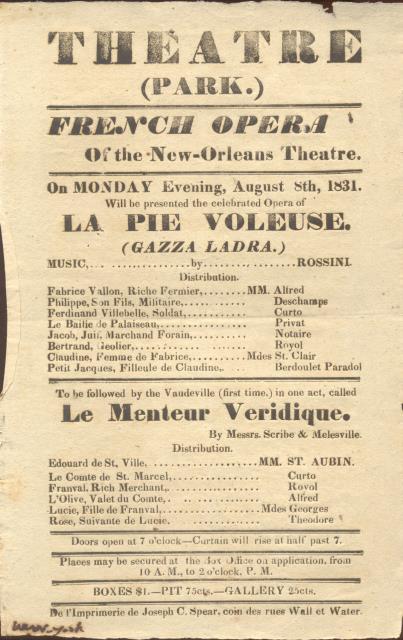 THEATRE
(PARK.)
FRENCH OPERA
Of the New-Orleans Theatre.
On MONDAY Evening, August 8th, 1831.
Will be presented the celebrated Opera of
LA PIE VOLEUSE.
(GAZZA LADRA.)
MUSIC,....................by..................ROSSINI.
Distribution.
Fabrice Vallon, Riche Fermier,........MM. Alfred
Philippe, Son Fils, Militaire,............ Deschamps
Ferdinand Villebelle, Soldat,............ Curto
Le Bailie de Palaiseau,................. Privat
Jacob, Juif, Marchand Forain,.......... Notaire
Bertrand, Geolier,...................... Royol
Claudine, Femme de Fabrice,..........Mdes St. Clair
Petit Jacques, Filleule de Claudine,.. Berdoulet Paradol
To be followed by the Vaudeville (first time.) in one act, called
Le Menteur Veridique.
By Messrs. Scribe & Melesville.
Distribution.
Edouard de St, Ville, ....................MM. ST. AUBIN.
Le Comte de St. Marcel,................. Curto
Franval, Rich Merchant,................. Rovol
L'Olive, Valet du Comte,................ Alfred
Lucie, Fille de Franval,................Mdes Georges
Rose, Suivante de Lucie. ............... Theodore
Doors open at 7 o'clock—Curtain will rise at half past 7.
Places may be secured at the Box Office on application, from
10 A. M., to 2 o'clock, P. M.
BOXES $1.—PIT 75cts.—GALLERY 25cts.
De l'Imprimerie de Joseph C. Spear, coin des rues Wall et Water.
New-york